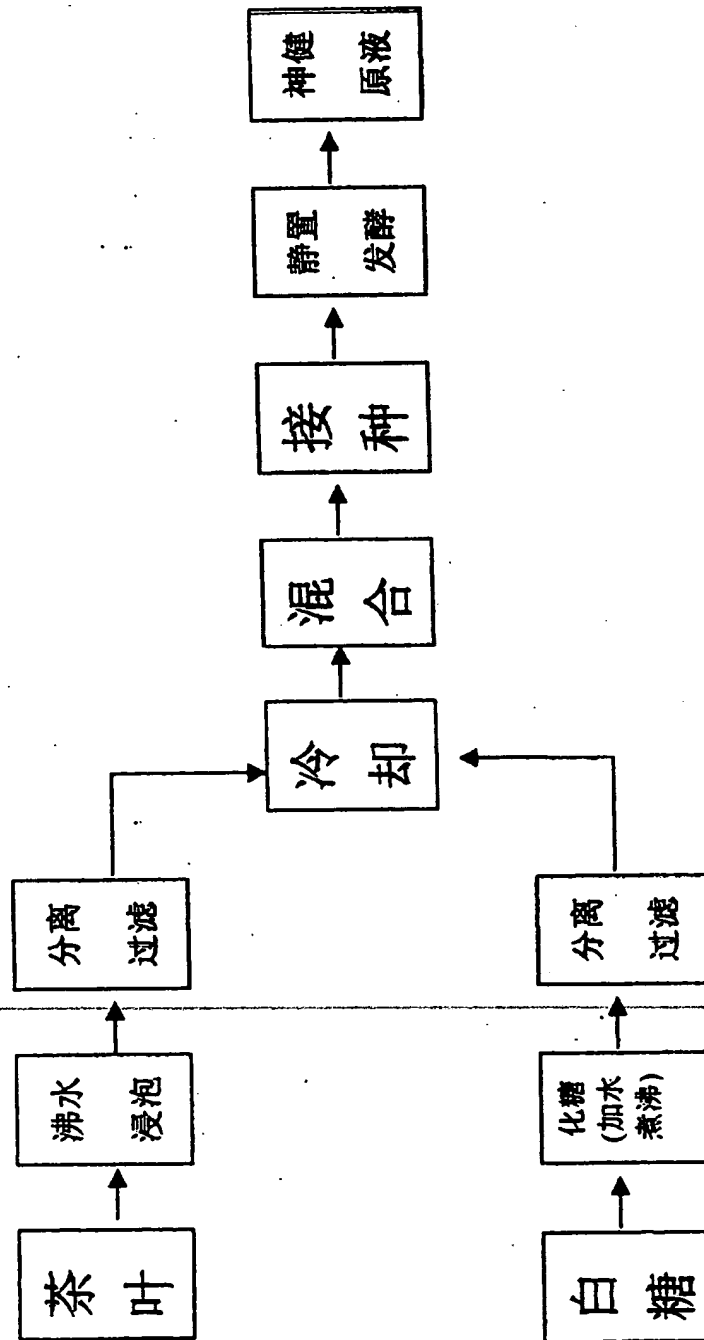 茶叶
沸水
浸泡
分离
过滤
白糖
化糖
(加水
煮沸)
分离
过滤
冷却
混合
接种
静置
发酵
神健
原液